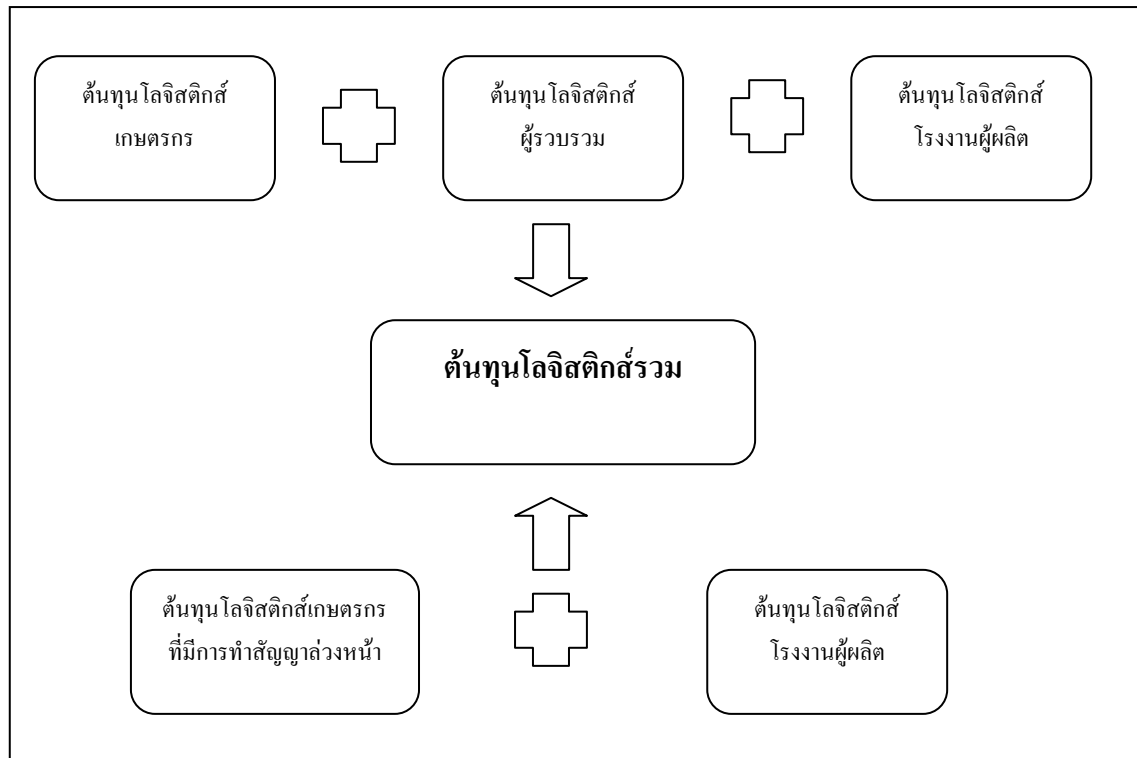 ต้นทุนโลจิสติกส์
เกษตรกร
ต้นทุนโลจิสติกส์
ผู้รวบรวม
ต้นทุนโลจิสติกส์
โรงงานผู้ผลิต
ต้นทุนโลจิสติกส์รวม
ต้นทุนโลจิสติกส์เกษตรกร
ที่มีการทำสัญญาล่วงหน้า
ต้นทุนโลจิสติกส์
โรงงานผู้ผลิต